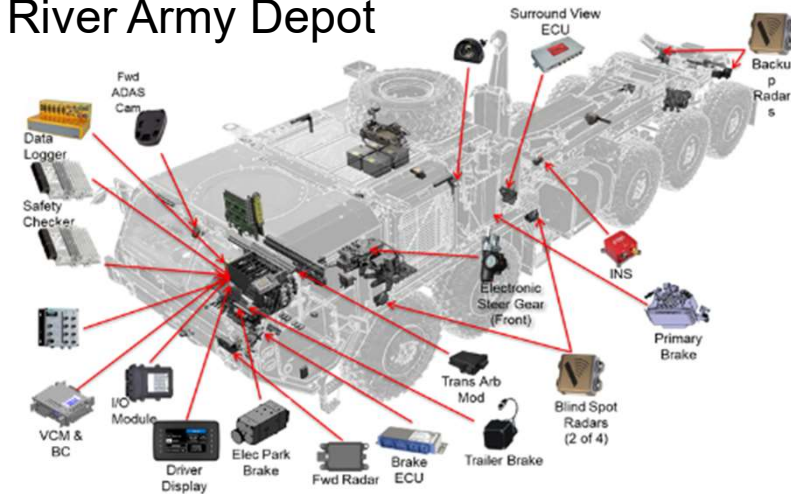 River Army Depot
Surround View
ECU
Backu
p
Radar
s
Fwd
ADAS
Cam
Data
Logger
Safety
Checker
INS
Electronic
Steer Gear
(Front)
Primary
Brake
Trans Arb
Mod
Blind Spot
Radars
(2 of 4)
I/O
Module
VCM &
BC
Driver
Display
Elec Park
Brake
Fwd Radar
Brake
ECU
Trailer Brake